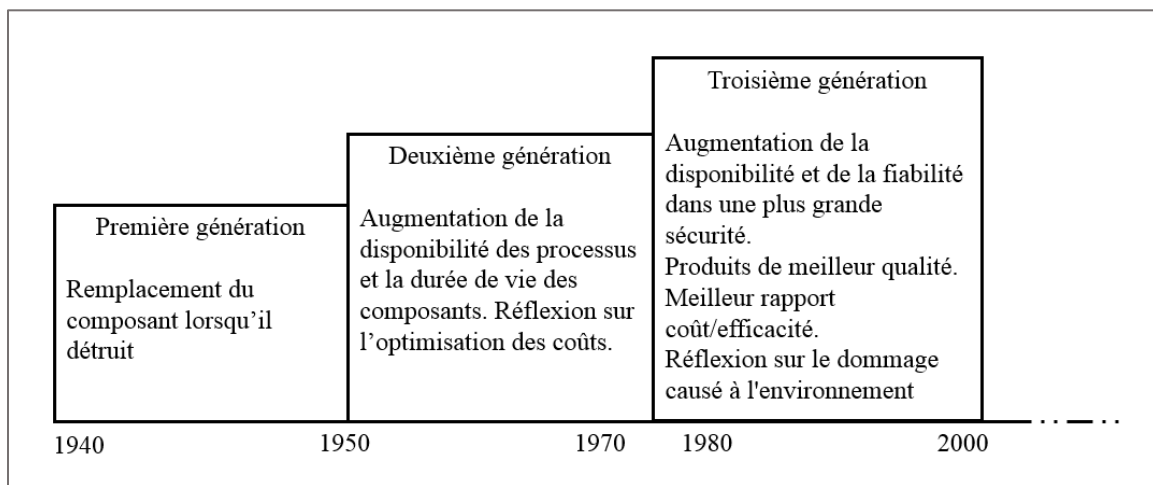 Première génération
Remplacement du
composant lorsqu’il
détruit
Deuxième génération
Augmentation de la
disponibilité des processus
et la durée de vie des
composants. Réflexion sur
l’optimisation des coûts.
Troisième génération
Augmentation de la
disponibilité et de la fiabilité
dans une plus grande
sécurité.
Produits de meilleur qualité.
Meilleur rapport
coût/efficacité.
Réflexion sur le dommage
causé à l'environnement
1940
1950
1970
1980
2000